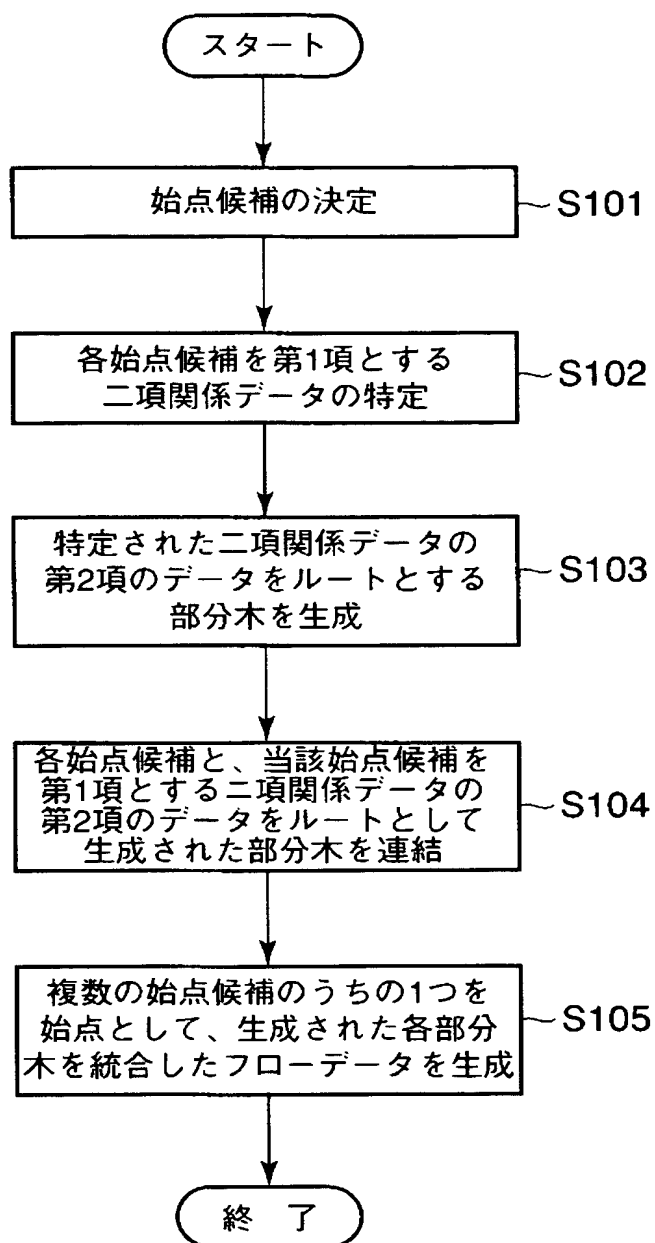 スタート
始点候補の決定
S101
各始点候補を第1項とする
二項関係データの特定
S102
特定された二項関係データの
第2項のデータをルートとする
部分木を生成
S103
各始点候補と、当該始点候補を
第1項とする二項関係データの
第2項のデータをルートとして
生成された部分木を連結
S104
複数の始点候補のうちの1つを
始点として、生成された各部分
木を統合したフローデータを生成
S105
終 了